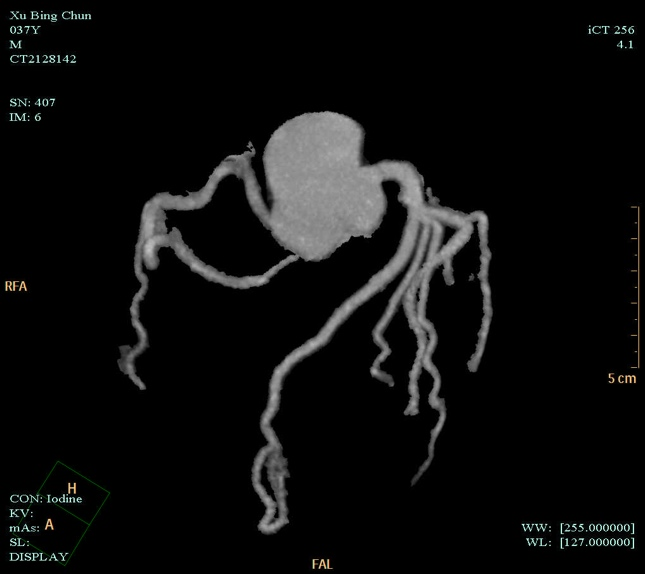 Xu Bing Chun
037Y
M
CT2128142
iCT 256
4.1
SN: 407
IM: 6
RFA
5 cm
H
CON: Iodine
KV:
mAs:
A
SL:
DISPLAY
WW: [255.000000]
WL: [127.000000]
FAL